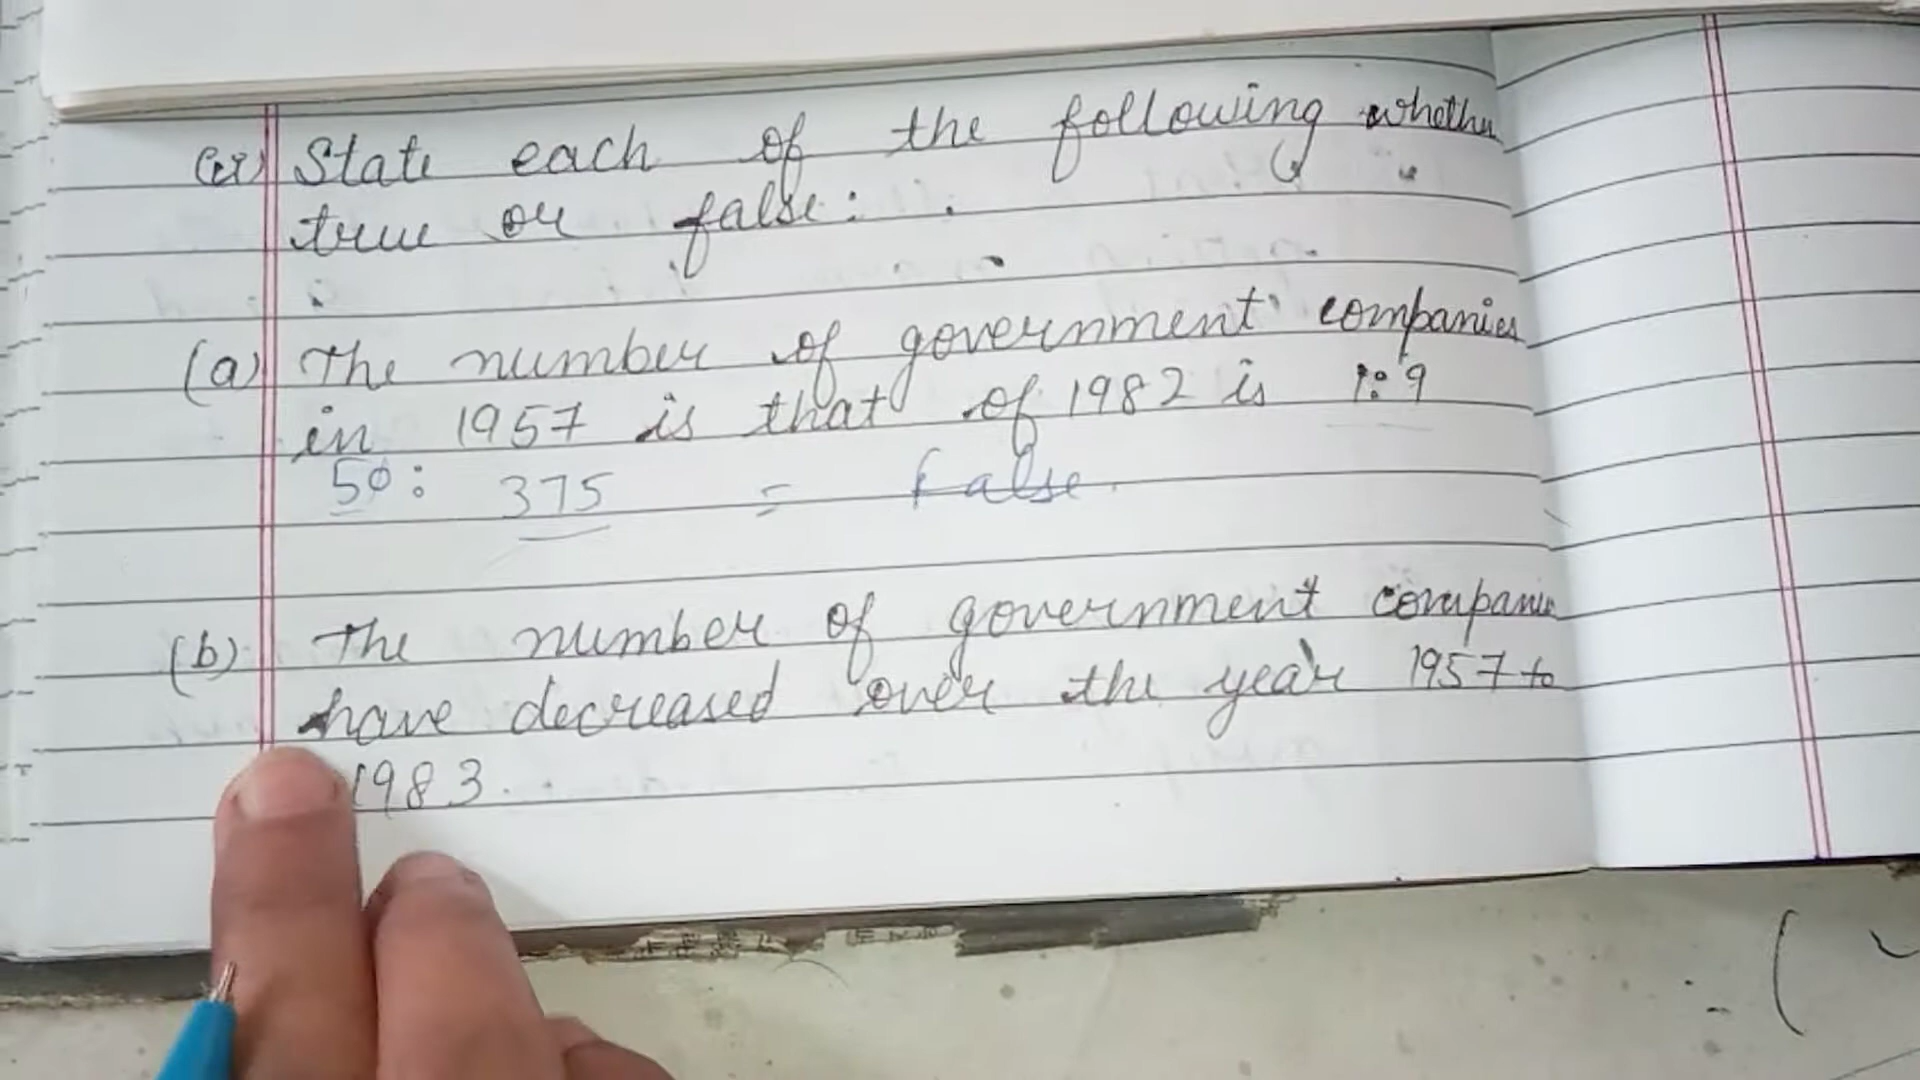 State each of the following whether
true or false:
(a) The number of government companies
in 1957 is that of 1982 is 1:9
50: 375 = False.
(b) The number of government companie
have decreased over the year 1957 to
1983.